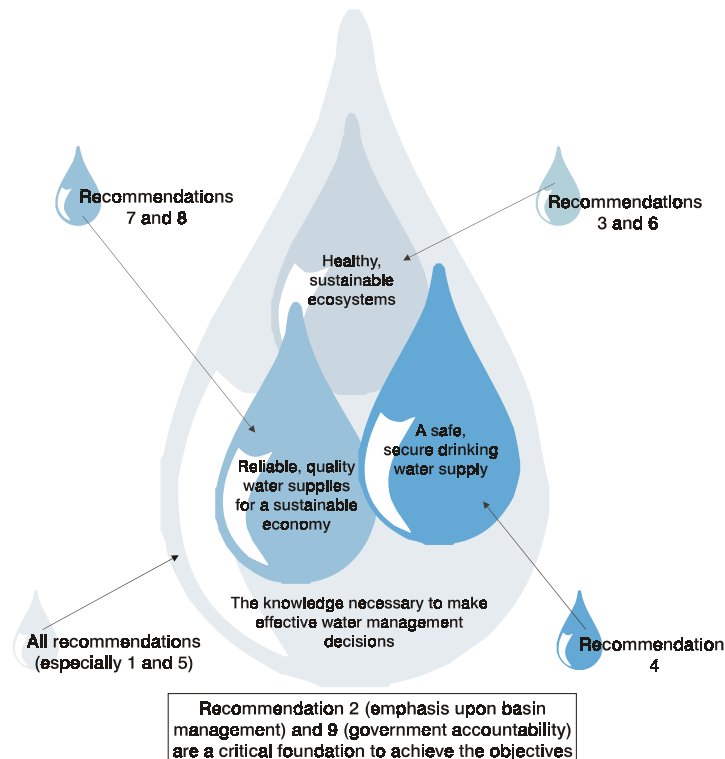 Recommendations
7 and 8
Recommendations
3 and 6
Healthy,
sustainable
ecosystems
A safe,
secure drinking
water supply
Reliable, quality
water supplies
for a sustainable
economy
The knowledge necessary to make
effective water management
decisions
All recommendations
(especially 1 and 5)
Recommendation
4
Recommendation 2 (emphasis upon basin
management) and 9 (government accountability)
are a critical foundation to achieve the objectives